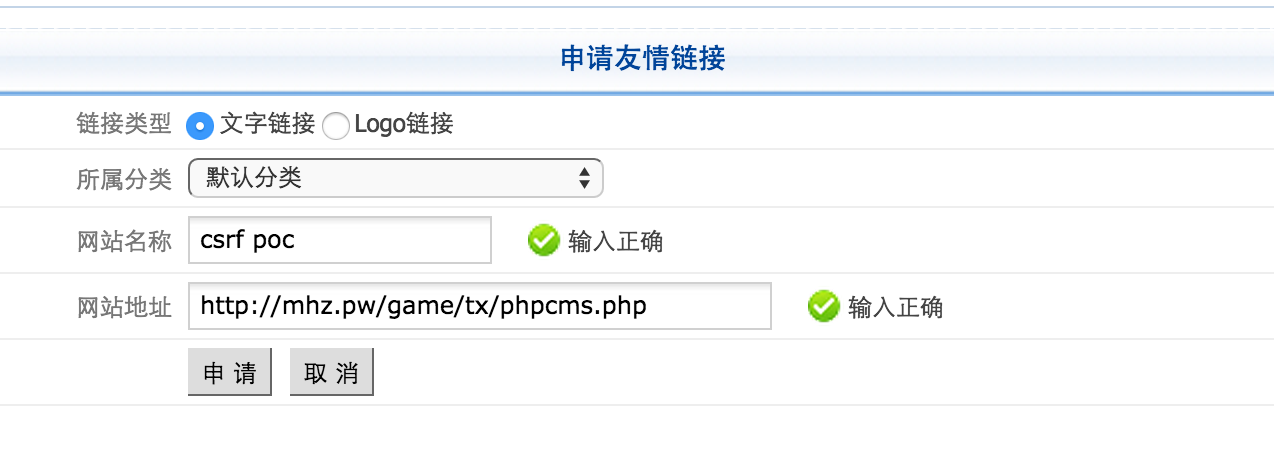 申请友情链接
链接类型 文字链接 Logo链接
所属分类 默认分类
网站名称 csrf poc 输入正确
网站地址 http://mhz.pw/game/tx/phpcms.php 输入正确
申 请 取 消